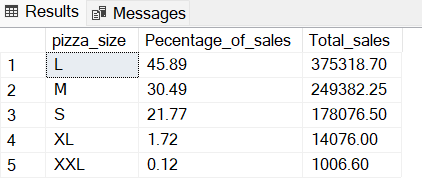 Results Messages
pizza_size Pecentage_of_sales Total_sales
1 L 45.89 375318.70
2 M 30.49 249382.25
3 S 21.77 178076.50
4 XL 1.72 14076.00
5 XXL 0.12 1006.60